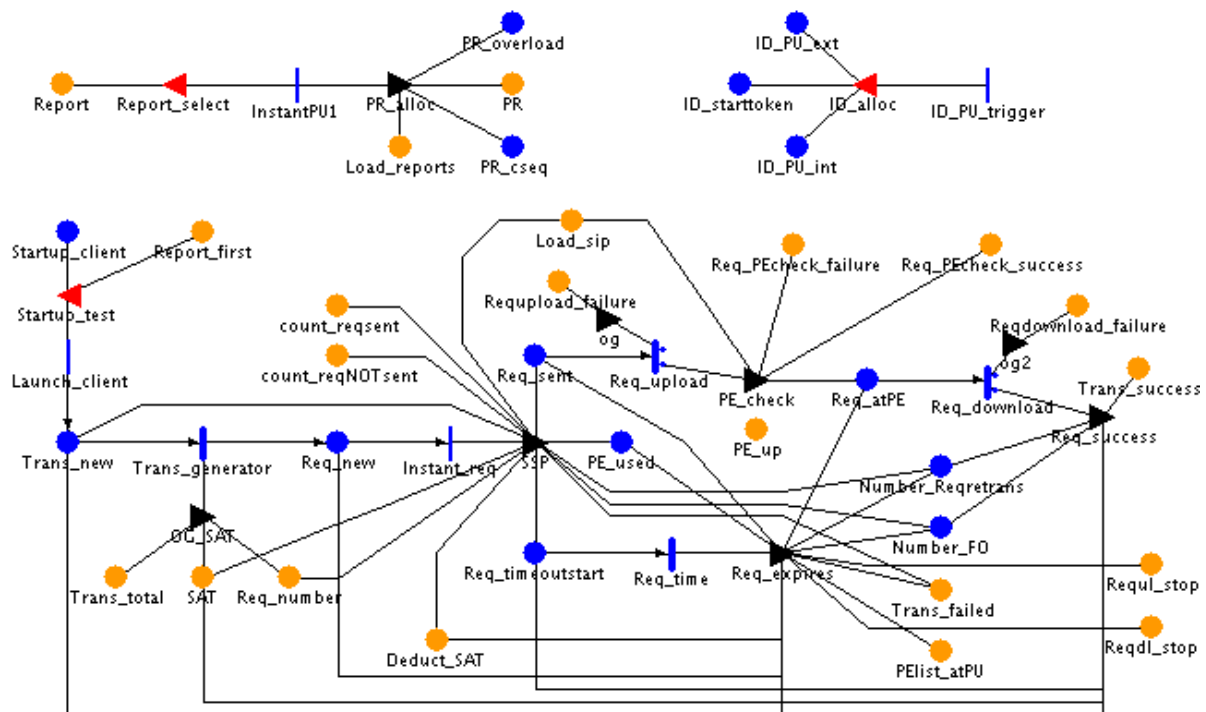 PR_overload
ID_PU_ext
Report
Report_select
InstantPU1
PR_alloc
PR
ID_starttoken
ID_alloc
ID_PU_trigger
Load_reports
PR_cseq
ID_PU_int
Startup_client
Report_first
Load_sip
Req_PEcheck_failure
Req_PEcheck_success
Startup_test
Requpload_failure
count_reqsent
og
Reqdownload_failure
og2
Launch_client
count_reqNOTsent
Req_sent
Req_upload
PE_check
Req_atPE
Req_download
Trans_success
Req_success
PE_up
Trans_new
Trans_generator
Req_new
Instant_req
SSP
PE_used
Number_Reqretrans
OG_SAT
Number_FO
Req_timeoutstart
Req_time
Req_expires
Trans_total
SAT
Req_number
Trans_failed
Requl_stop
Deduct_SAT
PElist_atPU
Reqdl_stop